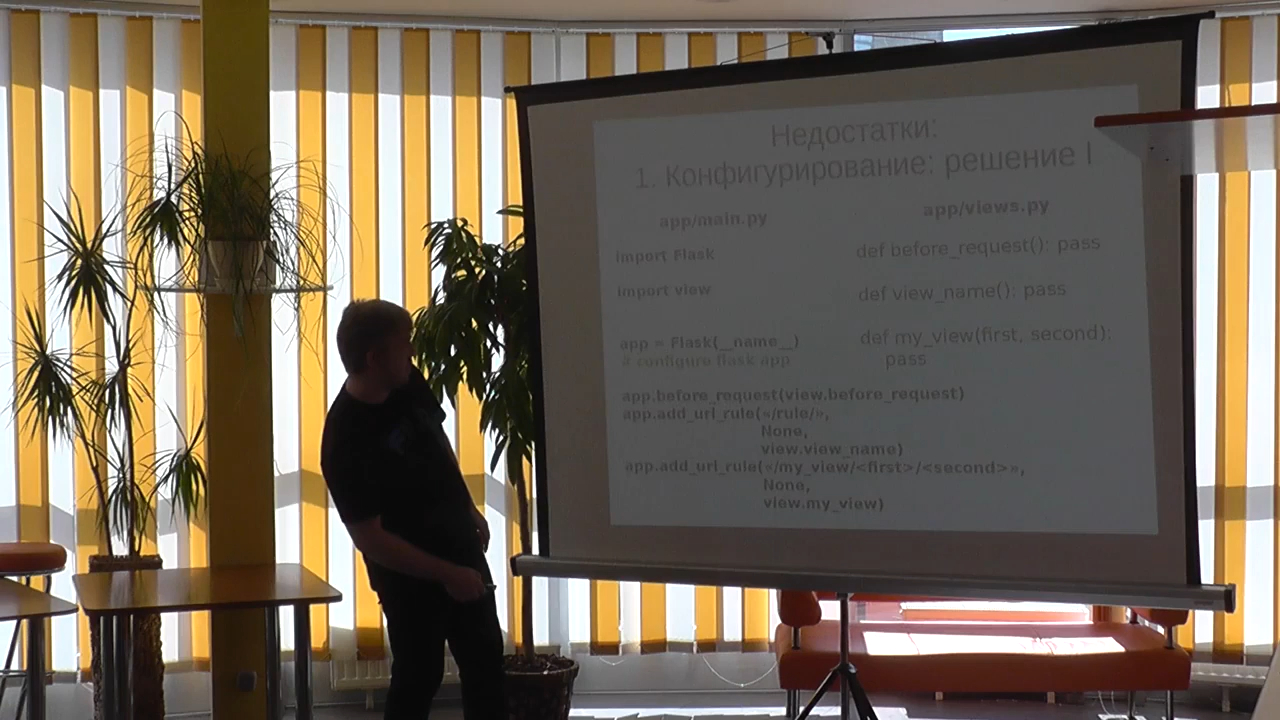 Недостатки:
1. Конфигурирование: решение I
app/main.py
import Flask
import view
app = Flask(__name__)
# configure flask app
app.before_request(view.before_request)
app.add_url_rule(«/rule/»,
None,
view.view_name)
app.add_url_rule(«/my_view/<first>/<second>»,
None,
view.my_view)
app/views.py
def before_request(): pass
def view_name(): pass
def my_view(first, second):
pass